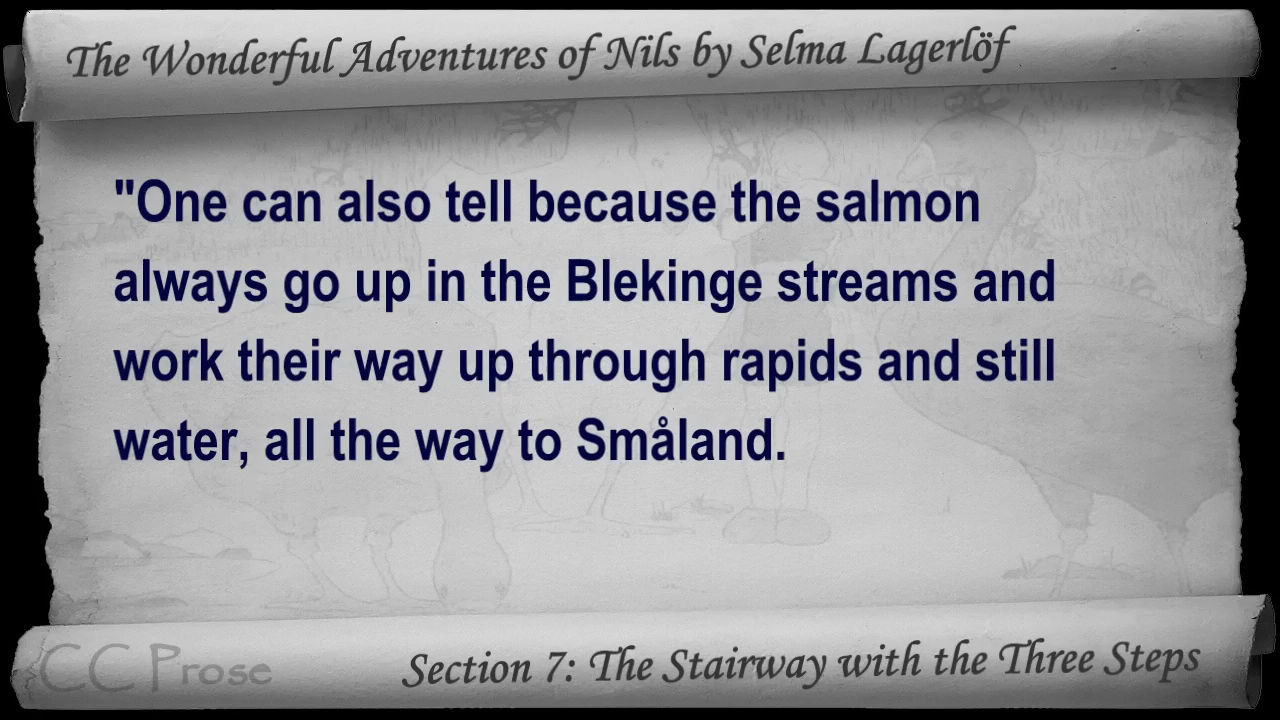 The Wonderful Adventures of Nils by Selma Lagerlöf
"One can also tell because the salmon
always go up in the Blekinge streams and
work their way up through rapids and still
water, all the way to Småland.
CC Prose
Section 7: The Stairway with the Three Steps